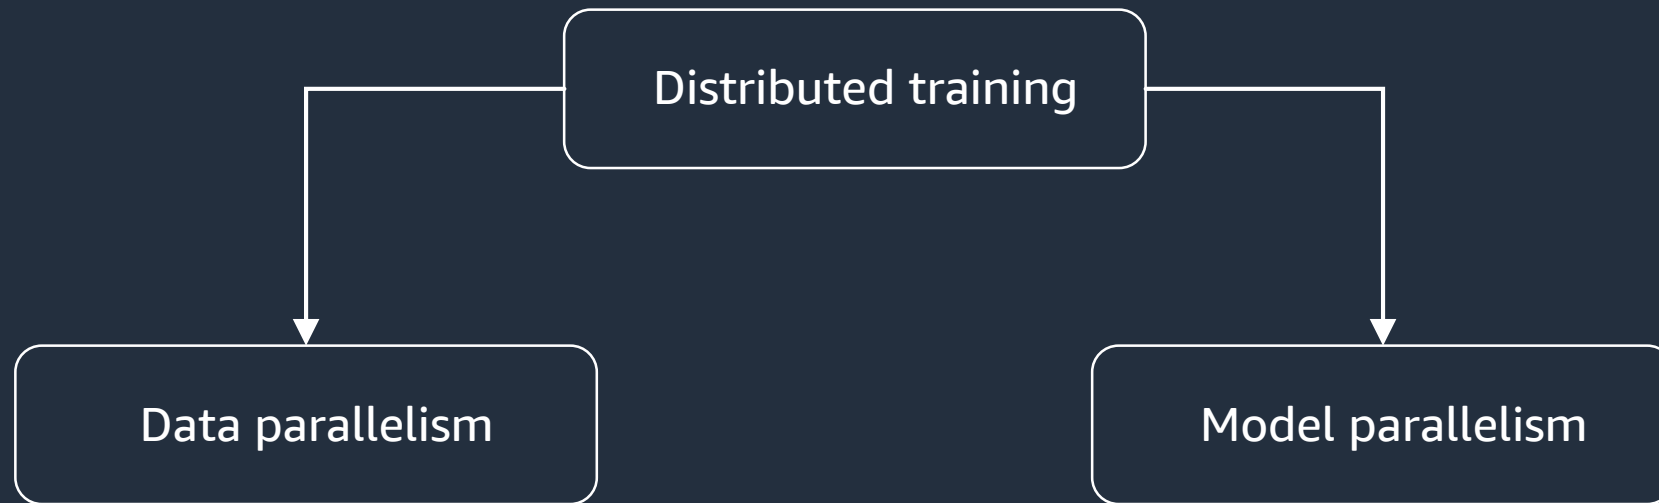 Distributed training
Data parallelism
Model parallelism